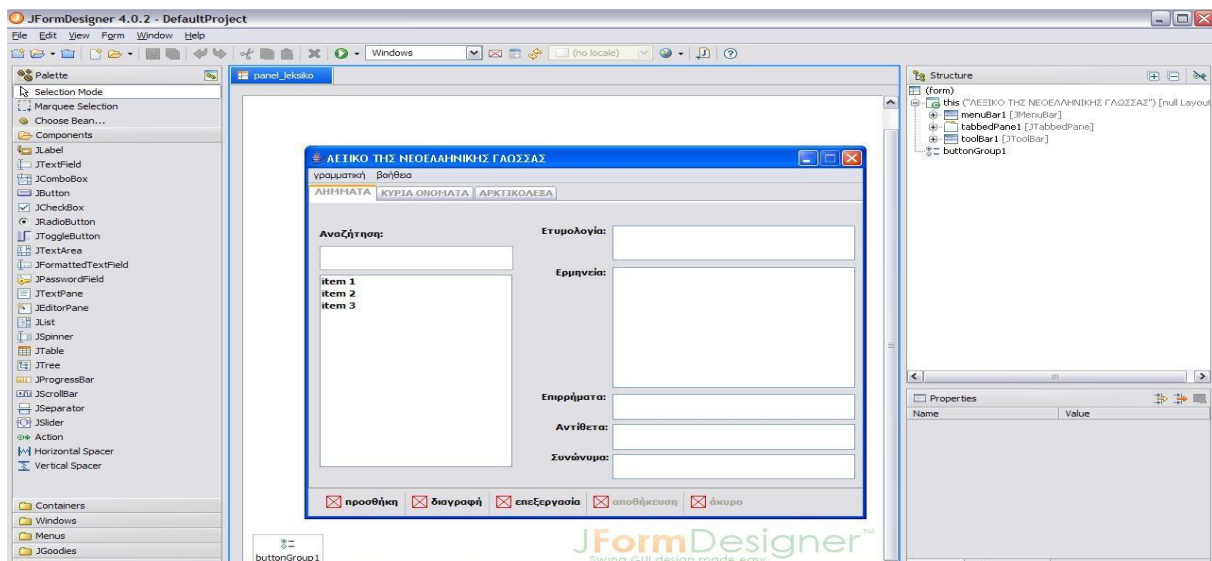 JFormDesigner 4.0.2 - DefaultProject
File Edit View Form Window Help
Windows
(no locale)
Palette
Selection Mode
Marquee Selection
Choose Bean...
Components
JLabel
JTextField
JComboBox
JButton
JCheckBox
JRadioButton
JToggleButton
JTextArea
JFormattedTextField
JPasswordField
JTextPane
JEditorPane
JList
JSpinner
JTable
JTree
JProgressBar
JScrollBar
JSeparator
JSlider
Action
Horizontal Spacer
Vertical Spacer
Containers
Windows
Menus
JGoodies
panel_leksiko
ΛΕΞΙΚΟ ΤΗΣ ΝΕΟΕΛΛΗΝΙΚΗΣ ΓΛΩΣΣΑΣ
γραμματική βοήθεια
ΛΗΜΜΑΤΑ ΚΥΡΙΑ ΟΝΟΜΑΤΑ ΑΡΚΤΙΚΟΛΕΞΑ
Αναζήτηση:
item 1
item 2
item 3
Ετυμολογία:
Ερμηνεία:
Επιρρήματα:
Αντίθετα:
Συνώνυμα:
προσθήκη διαγραφή επεξεργασία αποθήκευση άκυρο
buttonGroup1
JFormDesigner™
Swing GUI design made easy
Structure
(form)
this ("ΛΕΞΙΚΟ ΤΗΣ ΝΕΟΕΛΛΗΝΙΚΗΣ ΓΛΩΣΣΑΣ") [null Layout
menuBar1 [JMenuBar]
tabbedPane1 [JTabbedPane]
toolBar1 [JToolBar]
buttonGroup1
Properties
Name Value